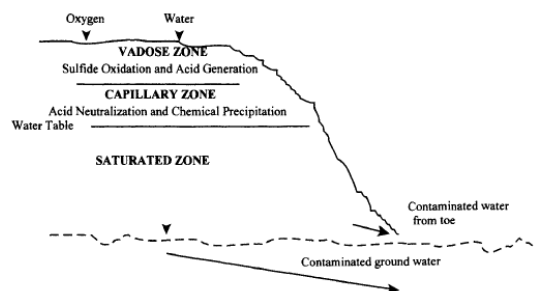 Oxygen Water
VADOSE ZONE
Sulfide Oxidation and Acid Generation
CAPILLARY ZONE
Acid Neutralization and Chemical Precipitation
Water Table
SATURATED ZONE
Contaminated water
from toe
Contaminated ground water